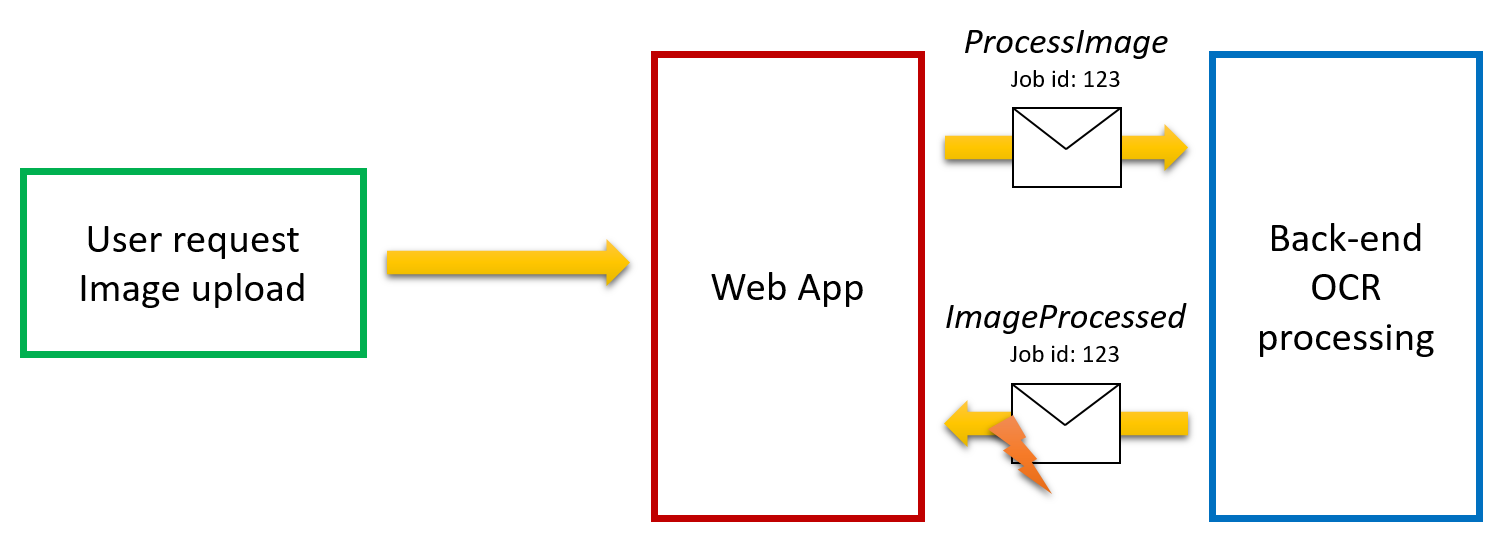 User request
Image upload
Web App
ProcessImage
Job id: 123
ImageProcessed
Job id: 123
Back-end
OCR
processing